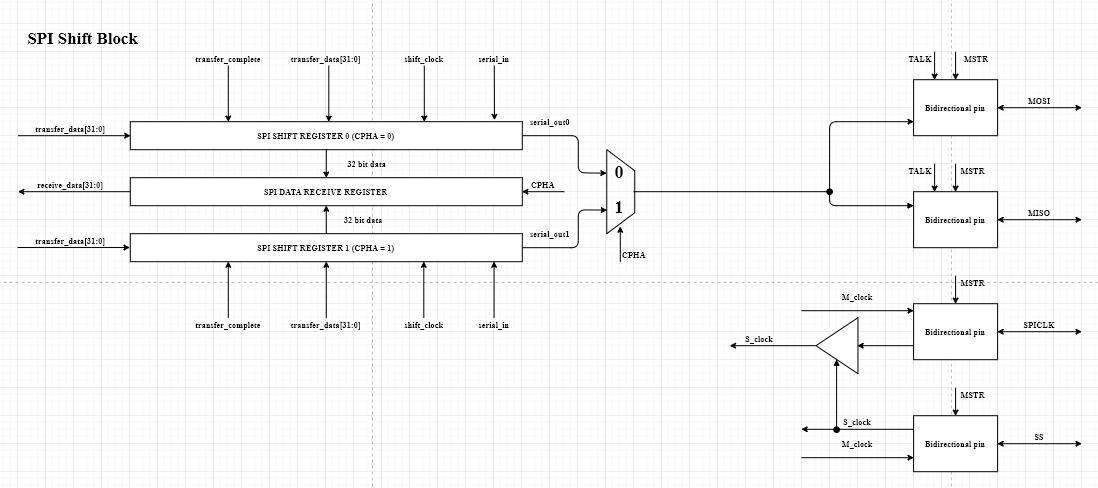 SPI Shift Block
transfer_complete
transfer_data[31:0]
shift_clock
serial_in
TALK
MSTR
transfer_data[31:0]
SPI SHIFT REGISTER 0 (CPHA = 0)
serial_out0
Bidirectional pin
MOSI
32 bit data
0
receive_data[31:0]
SPI DATA RECEIVE REGISTER
CPHA
TALK
MSTR
32 bit data
1
Bidirectional pin
MISO
transfer_data[31:0]
SPI SHIFT REGISTER 1 (CPHA = 1)
serial_out1
CPHA
transfer_complete
transfer_data[31:0]
shift_clock
serial_in
MSTR
M_clock
Bidirectional pin
SPICLK
S_clock
MSTR
S_clock
M_clock
Bidirectional pin
SS